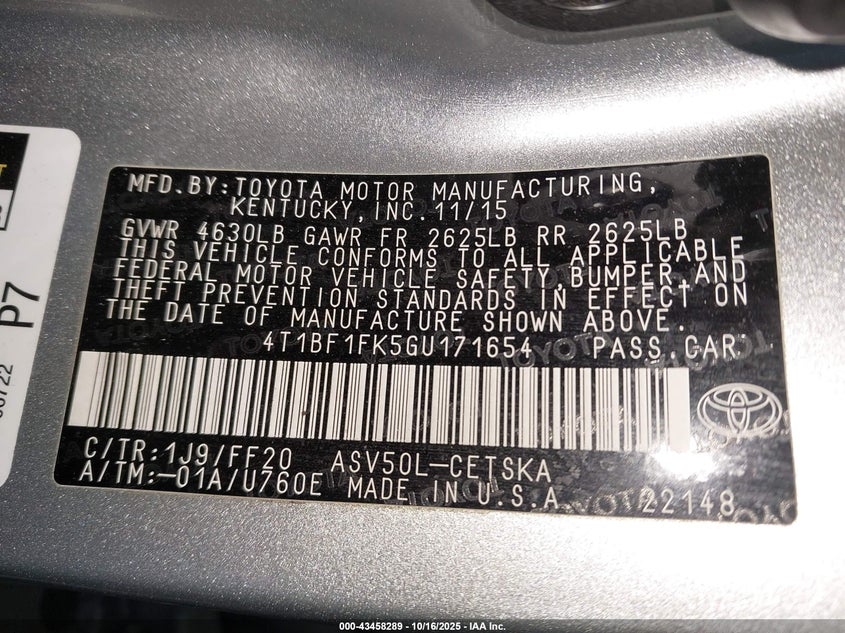 MFD.BY:TOYOTA MOTOR MANUFACTURING,
KENTUCKY,INC.11/15
GVWR 4630LB GAWR FR 2625LB RR 2625LB
THIS VEHICLE CONFORMS TO ALL APPLICABLE
FEDERAL MOTOR VEHICLE SAFETY,BUMPER,AND
THEFT PREVENTION STANDARDS IN EFFECT ON
THE DATE OF MANUFACTURE SHOWN ABOVE.
4T1BF1FK5GU171654 PASS.CAR
C/TR:1J9/FF20 ASV50L-CETSKA
A/TM:-01A/U760E MADE IN U.S.A. 22148
P7
000-43458289 - 10/16/2025 - IAA Inc.